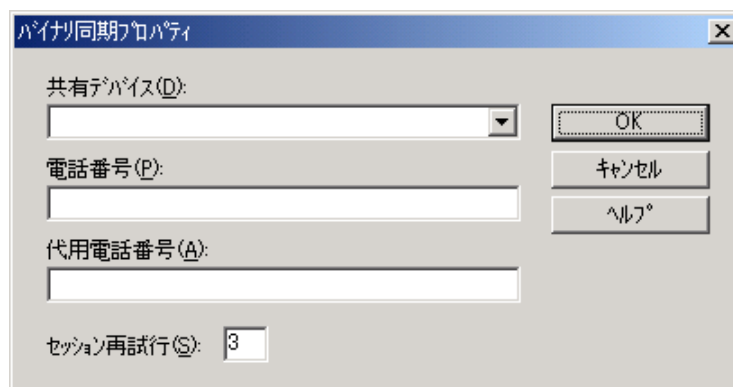 ﾊﾞｲﾅﾘ同期ﾌﾟﾛﾊﾟﾃｨ
共有ﾃﾞﾊﾞｲｽ(D):
OK
電話番号(P):
ｷｬﾝｾﾙ
ﾍﾙﾌﾟ
代用電話番号(A):
ｾｯｼｮﾝ再試行(S): 3